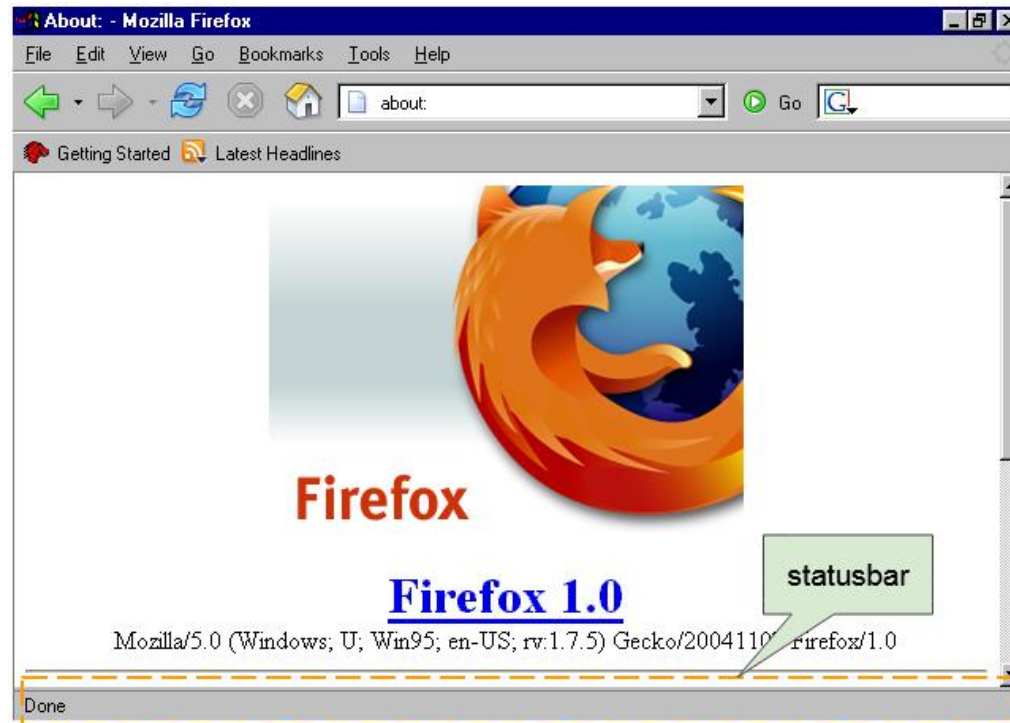 About: - Mozilla Firefox
File Edit View Go Bookmarks Tools Help
about: Go G
Getting Started Latest Headlines
Firefox
Firefox 1.0
Mozilla/5.0 (Windows; U; Win95; en-US; rv:1.7.5) Gecko/2004110 Firefox/1.0
statusbar
Done